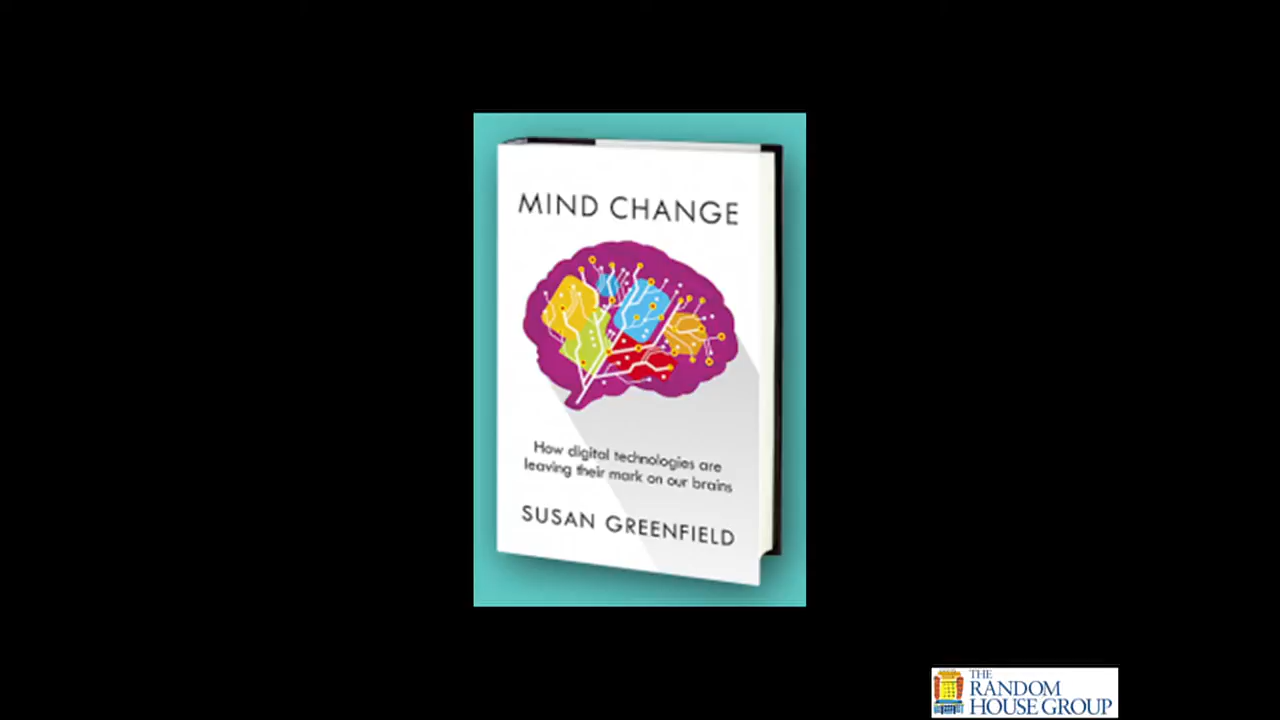 MIND CHANGE
How digital technologies are
leaving their mark on our brains
SUSAN GREENFIELD
THE
RANDOM
HOUSE GROUP